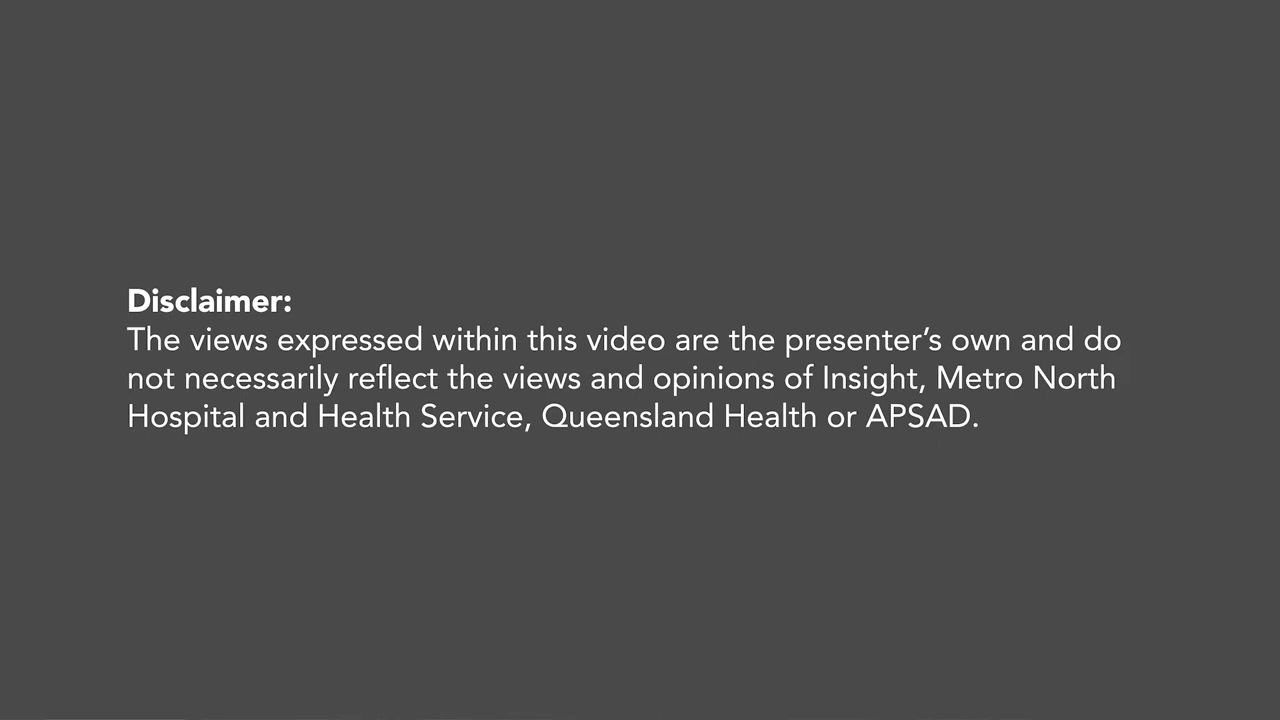 Disclaimer:
The views expressed within this video are the presenter’s own and do
not necessarily reflect the views and opinions of Insight, Metro North
Hospital and Health Service, Queensland Health or APSAD.